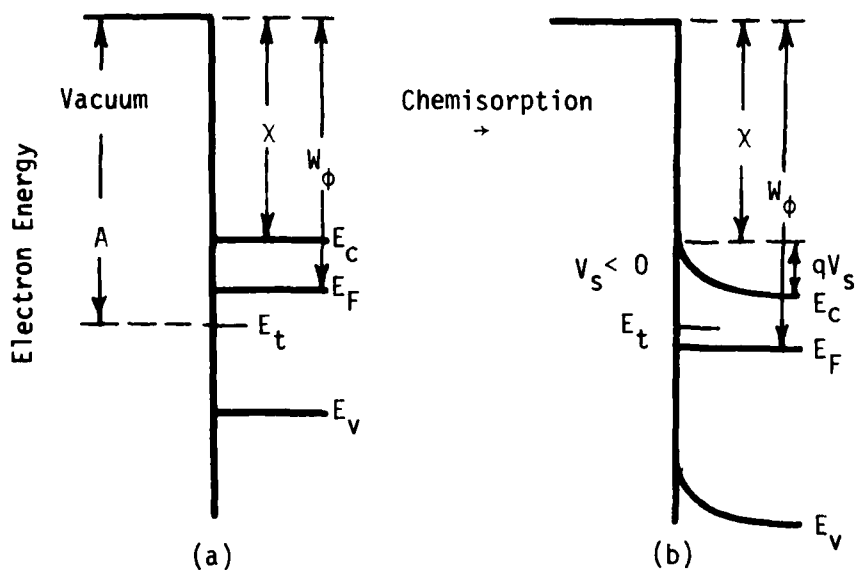 Electron Energy
Vacuum
A
χ
W_ϕ
E_c
E_F
E_t
E_v
(a)
Chemisorption
→
χ
W_ϕ
V_s < 0
qV_s
E_c
E_t
E_F
E_v
(b)